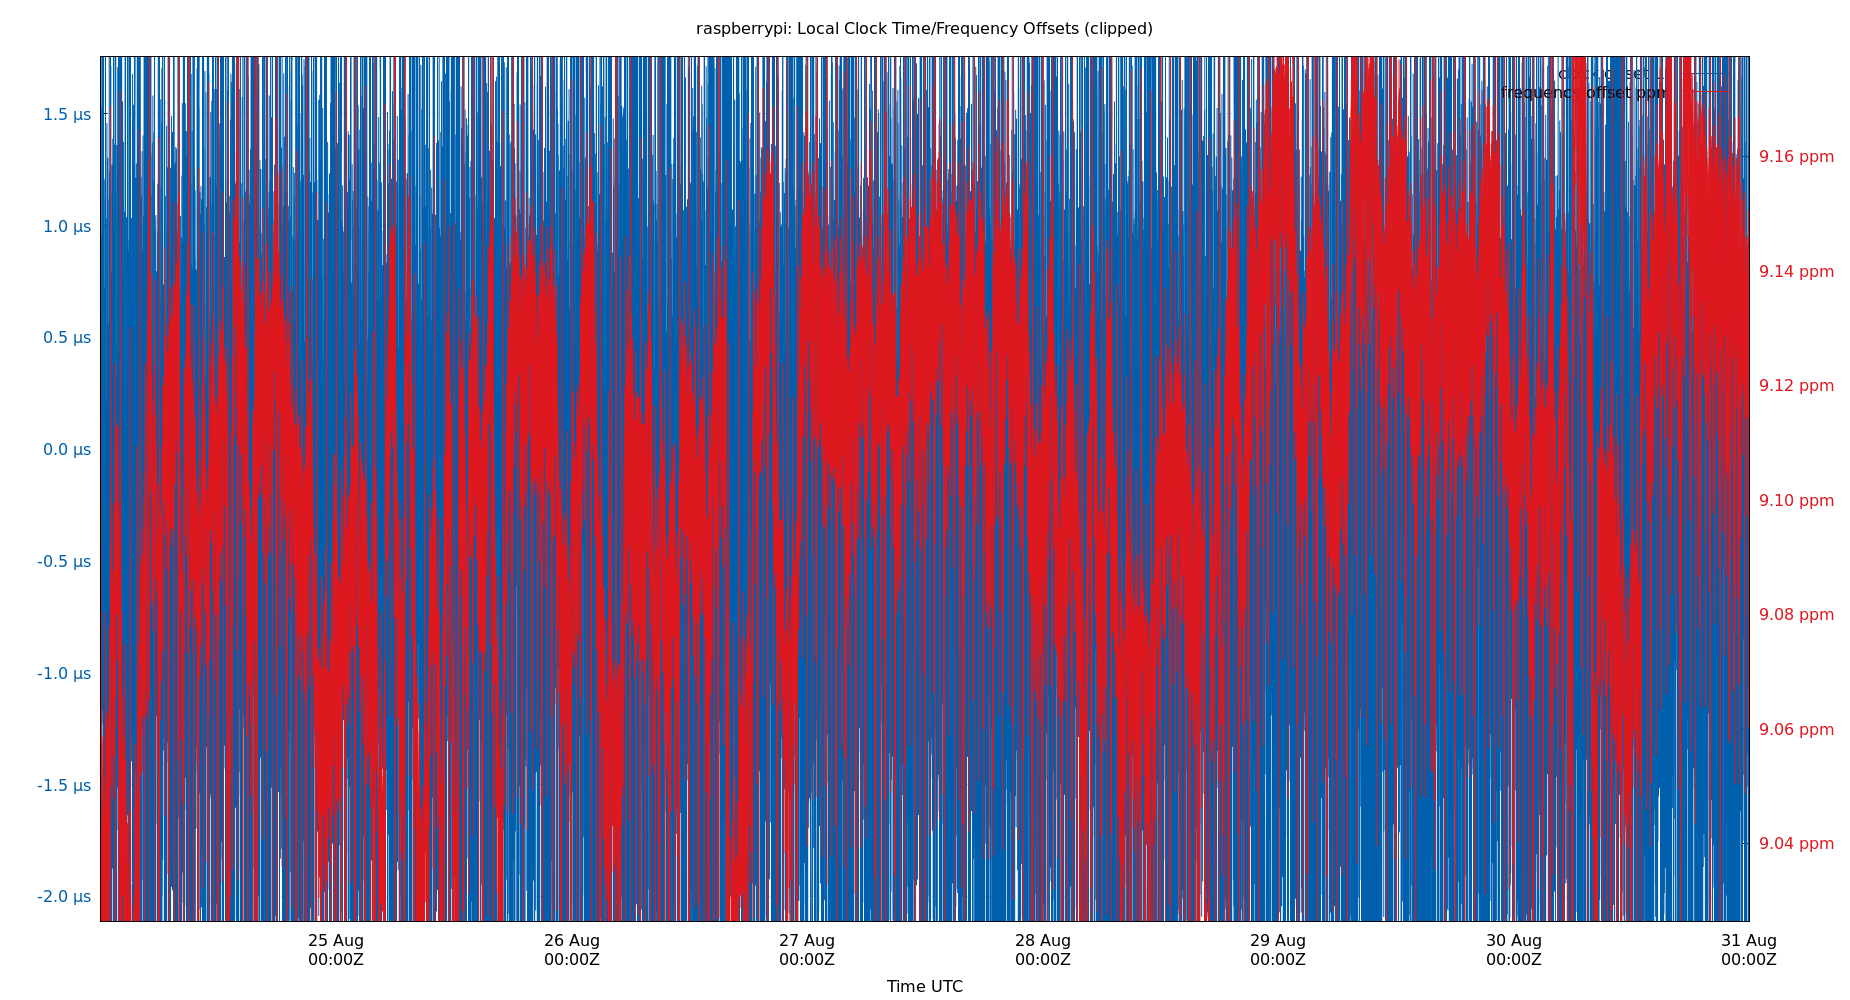 raspberrypi: Local Clock Time/Frequency Offsets (clipped)
frequency offset ppm
1.5 µs
1.0 µs
0.5 µs
0.0 µs
-0.5 µs
-1.0 µs
-1.5 µs
-2.0 µs
9.16 ppm
9.14 ppm
9.12 ppm
9.10 ppm
9.08 ppm
9.06 ppm
9.04 ppm
25 Aug
00:00Z
26 Aug
00:00Z
27 Aug
00:00Z
28 Aug
00:00Z
29 Aug
00:00Z
30 Aug
00:00Z
31 Aug
00:00Z
Time UTC